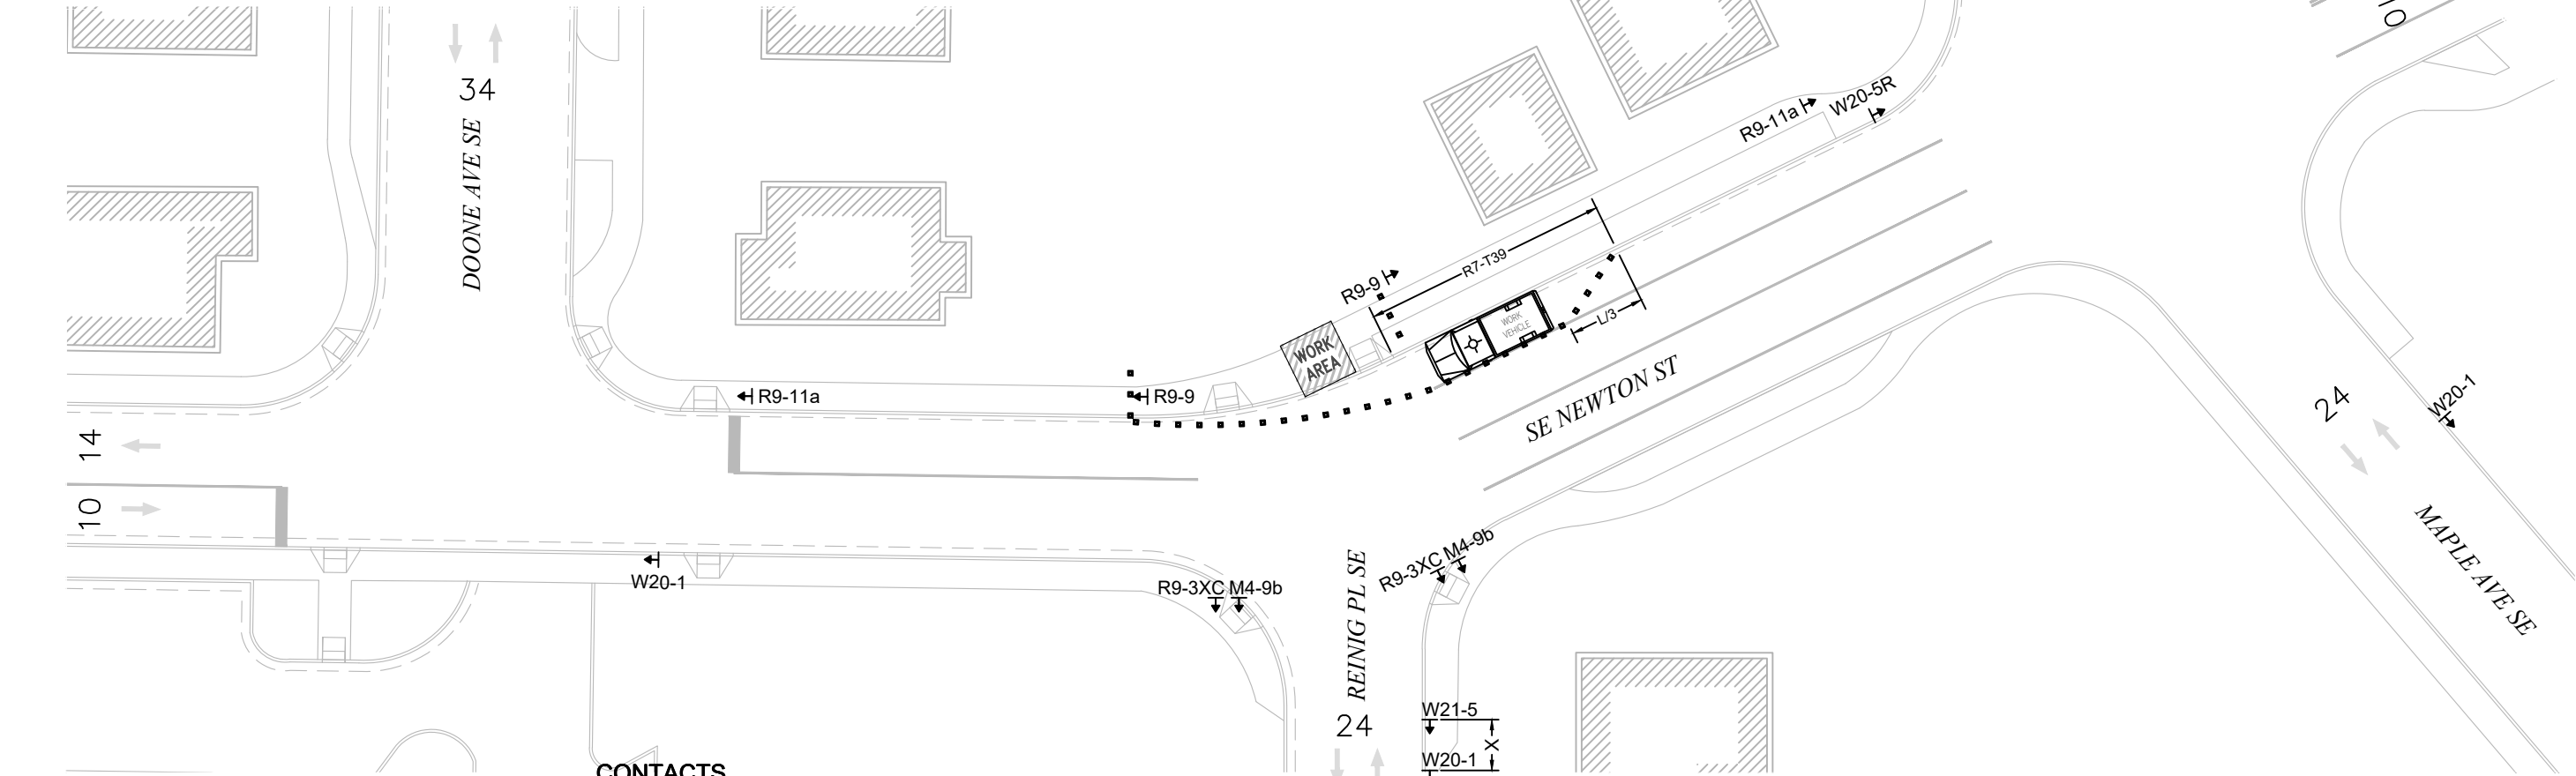 34
DOONE AVE SE
14
10
R9-11a
R9-9
W20-1
R9-3XC M4-9b
WORK
AREA
R9-9
R7-T39
WORK
VEHICLE
L/3
R9-11a
W20-5R
SE NEWTON ST
R9-3XC M4-9b
REINIG PL SE
24
W21-5
X
W20-1
10
24
W20-1
MAPLE AVE SE
CONTACTS